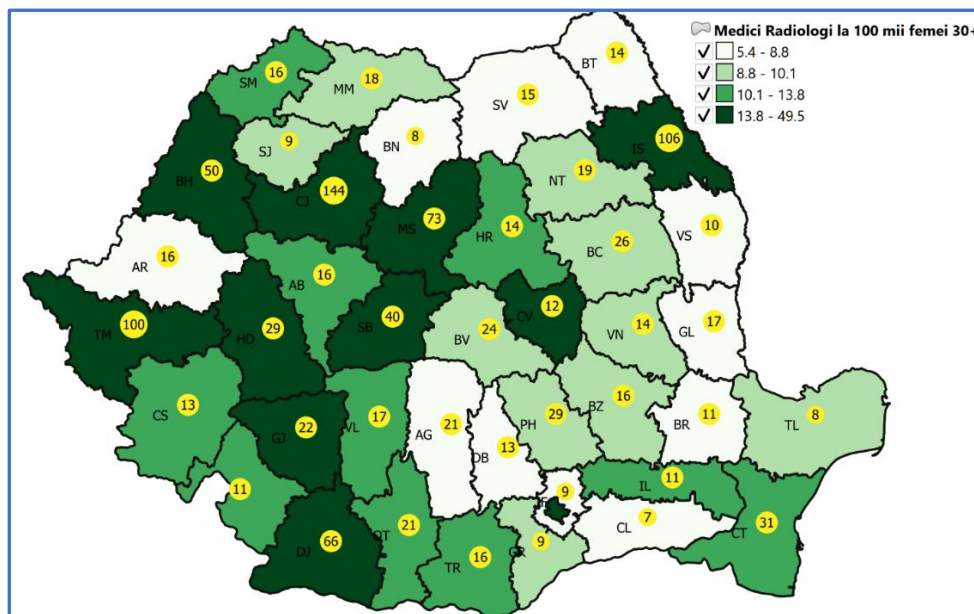 Medici Radiologi la 100 mii femei 30+
5.4 - 8.8
8.8 - 10.1
10.1 - 13.8
13.8 - 49.5
BT 14
SM 16
MM 18
SV 15
IS 106
SJ 9
BN 8
NT 19
BH 50
CJ 144
MS 73
HR 14
VS 10
BC 26
AR 16
AB 16
CV 12
TM 100
HD 29
SB 40
BV 24
VN 14
GL 17
CS 13
GJ 22
VL 17
AG 21
DB 13
PH 29
BZ 16
BR 11
TL 8
11
9
IL 11
DJ 66
OT 21
TR 16
GR 9
CL 7
CT 31